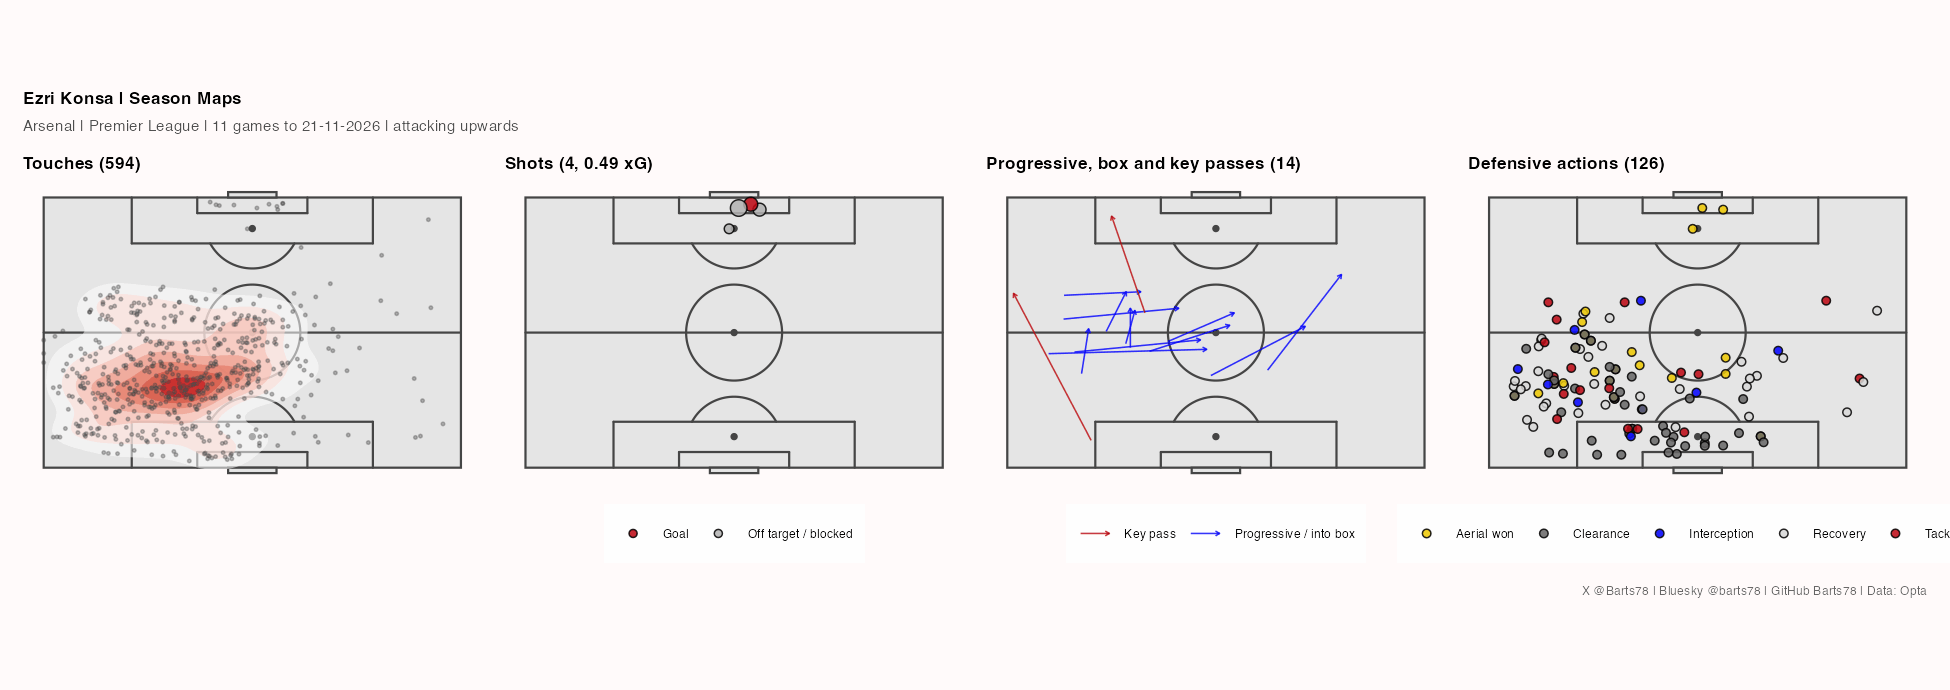 Ezri Konsa | Season Maps
Arsenal | Premier League | 11 games to 21-11-2026 | attacking upwards
Touches (594)
Shots (4, 0.49 xG)
Progressive, box and key passes (14)
Defensive actions (126)
Goal
Off target / blocked
Key pass
Progressive / into box
Aerial won
Clearance
Interception
Recovery
Tack
X @Barts78 | Bluesky @barts78 | GitHub Barts78 | Data: Opta